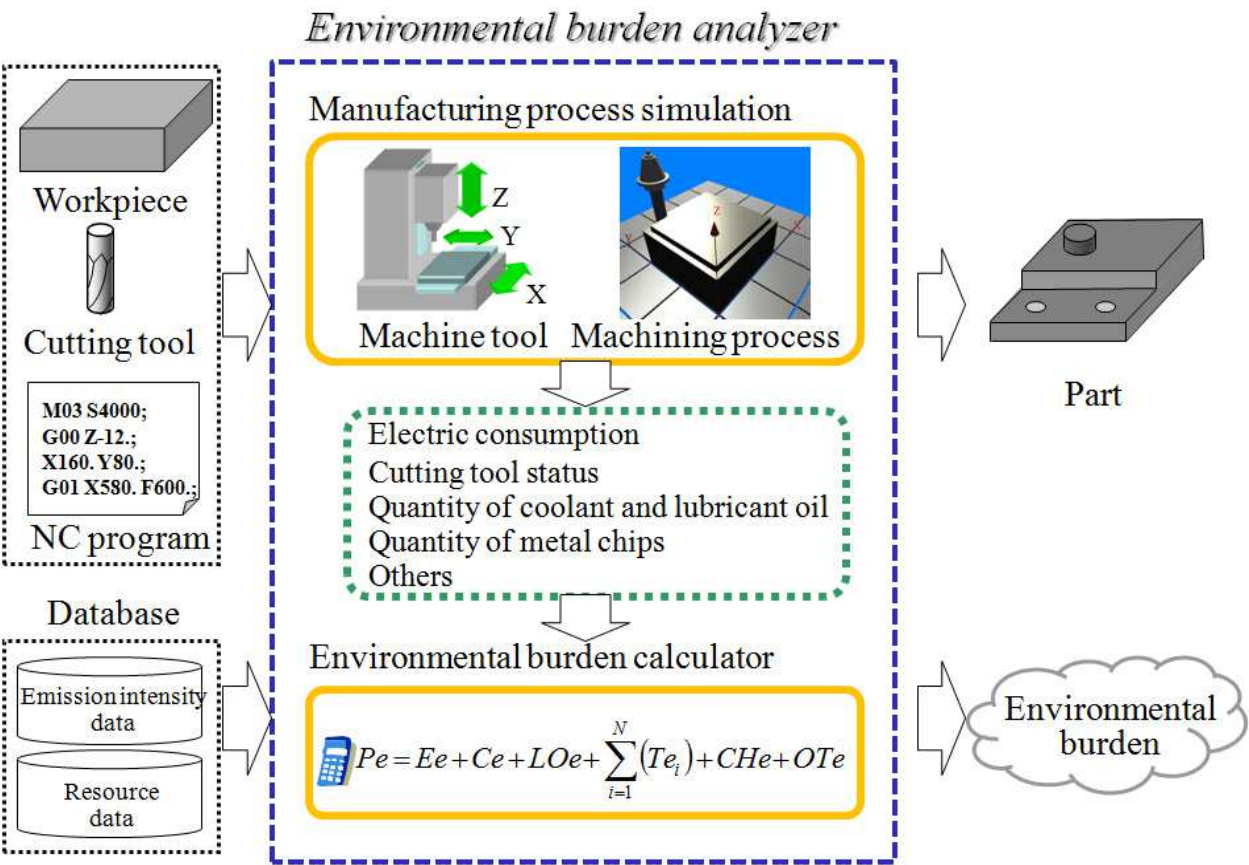 Environmental burden analyzer
Workpiece
Cutting tool
M03 S4000;
G00 Z-12.;
X160. Y80.;
G01 X580. F600.;
NC program
Database
Emission intensity
data
Resource
data
Manufacturing process simulation
Z
Y
X
Machine tool
Z
Y
X
Machining process
Electric consumption
Cutting tool status
Quantity of coolant and lubricant oil
Quantity of metal chips
Others
Environmental burden calculator
Pe = Ee + Ce + LOe + \sum_{i=1}^{N} (Te_i) + CHe + OTe
Part
Environmental
burden